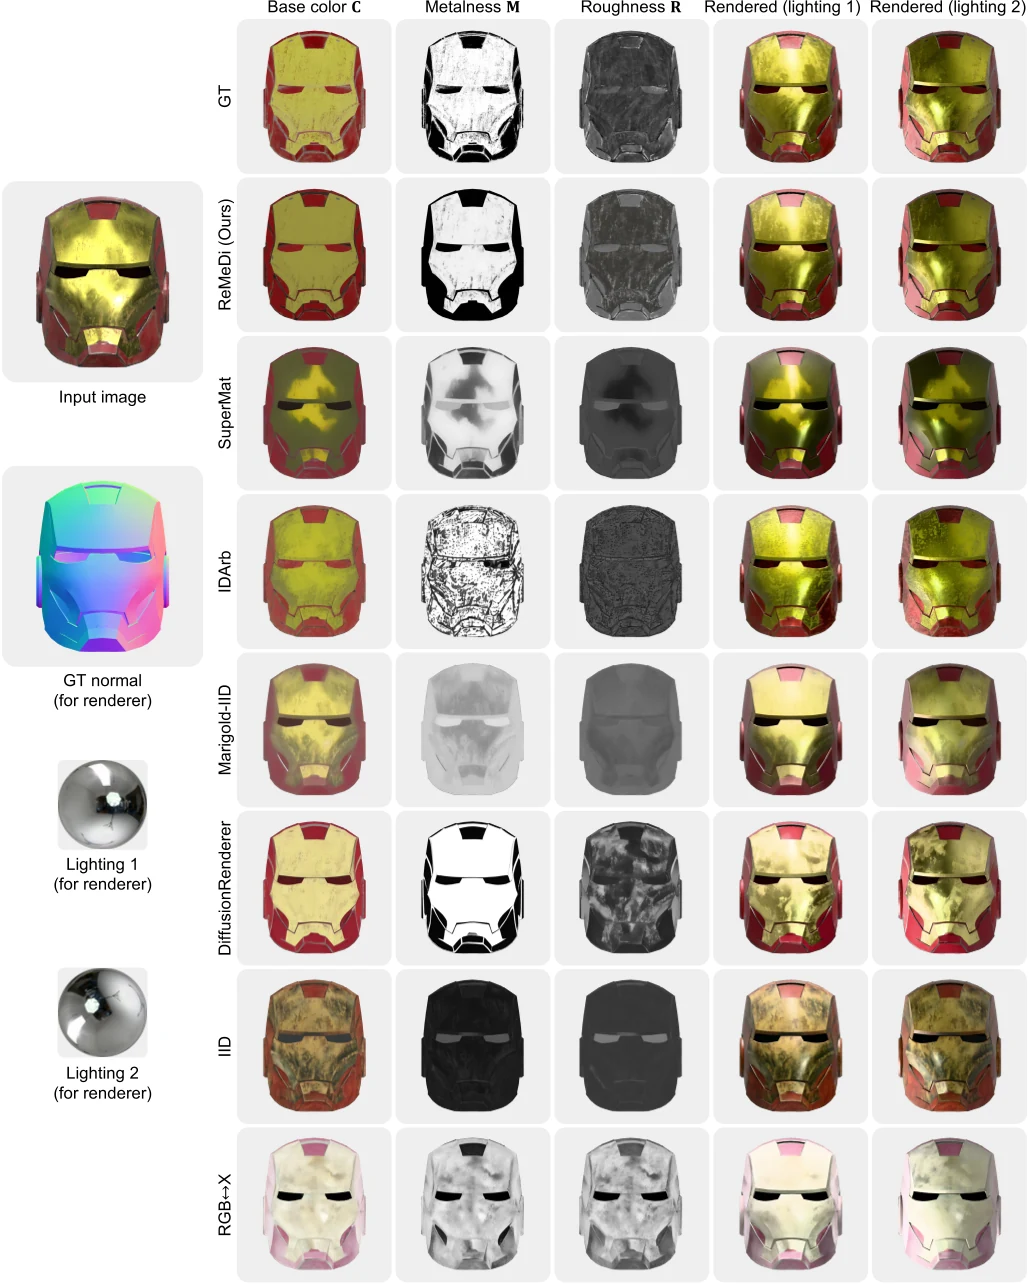 Base color C
Metalness M
Roughness R
Rendered (lighting 1)
Rendered (lighting 2)
GT
ReMeDi (Ours)
Input image
SuperMat
IDArb
GT normal
(for renderer)
Marigold-IID
Lighting 1
(for renderer)
DiffusionRenderer
Lighting 2
(for renderer)
IID
RGB↔X